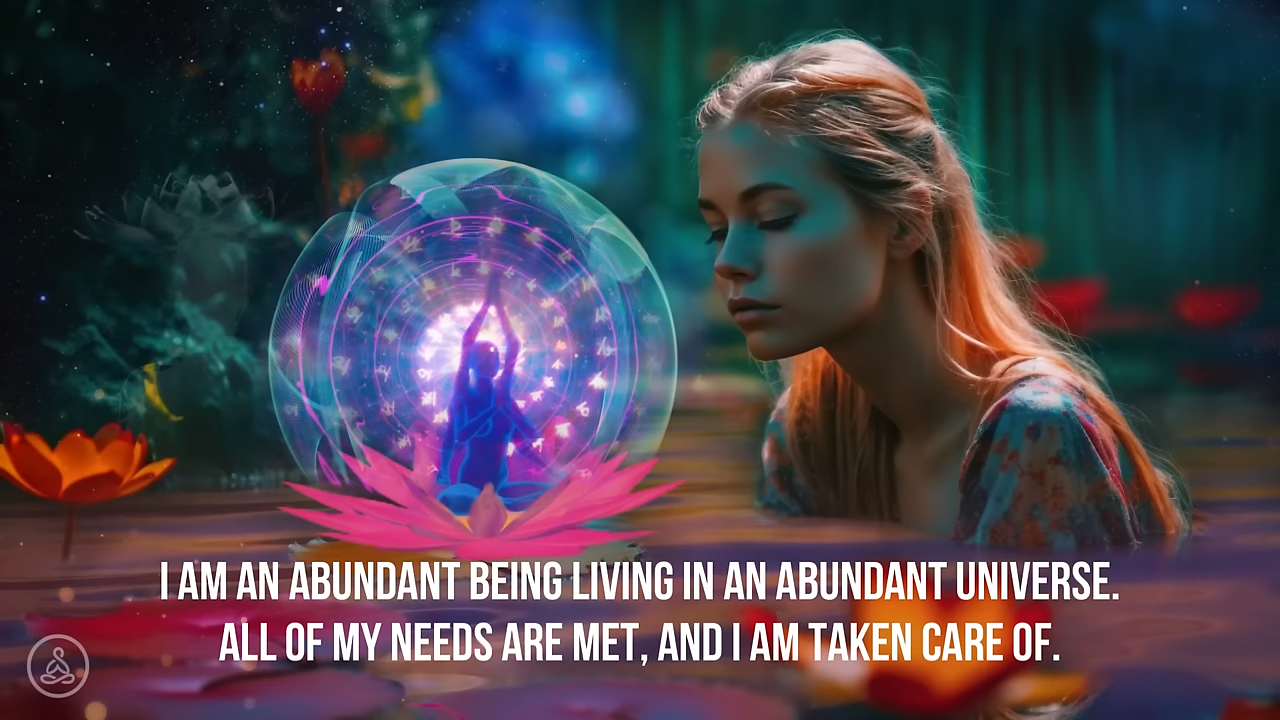 I AM AN ABUNDANT BEING LIVING IN AN ABUNDANT UNIVERSE.
ALL OF MY NEEDS ARE MET, AND I AM TAKEN CARE OF.